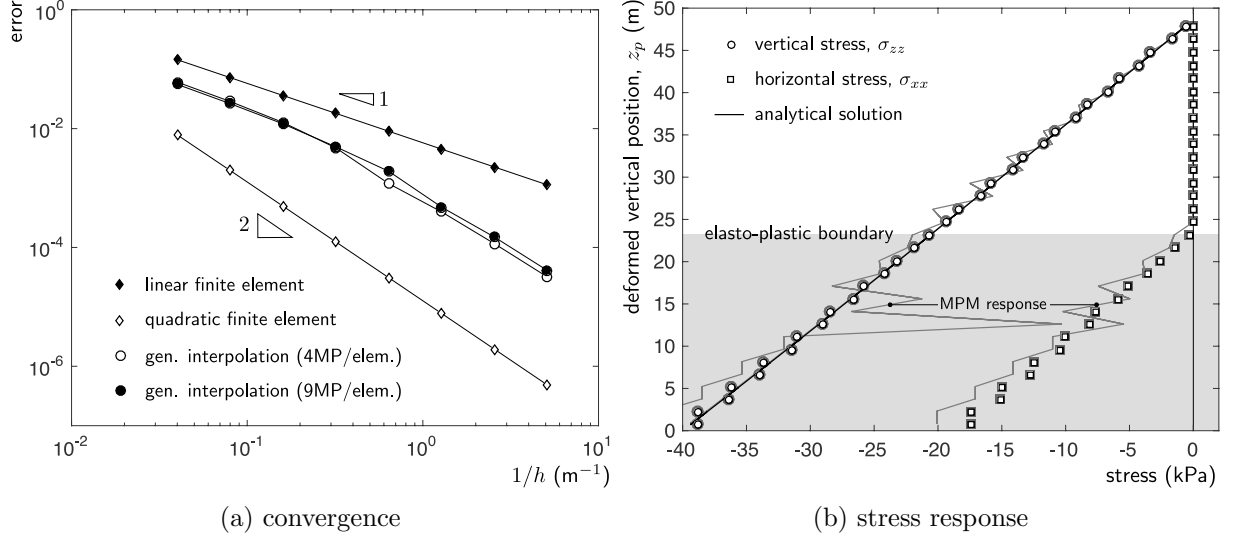 error
10^0
10^-2
10^-4
10^-6
1
2
linear finite element
quadratic finite element
gen. interpolation (4MP/elem.)
gen. interpolation (9MP/elem.)
10^-2
10^-1
10^0
10^1
1/h (m^-1)
(a) convergence
deformed vertical position, z_p (m)
50
45
40
35
30
25
20
15
10
5
0
vertical stress, σ_zz
horizontal stress, σ_xx
analytical solution
elasto-plastic boundary
MPM response
-40
-35
-30
-25
-20
-15
-10
-5
0
stress (kPa)
(b) stress response